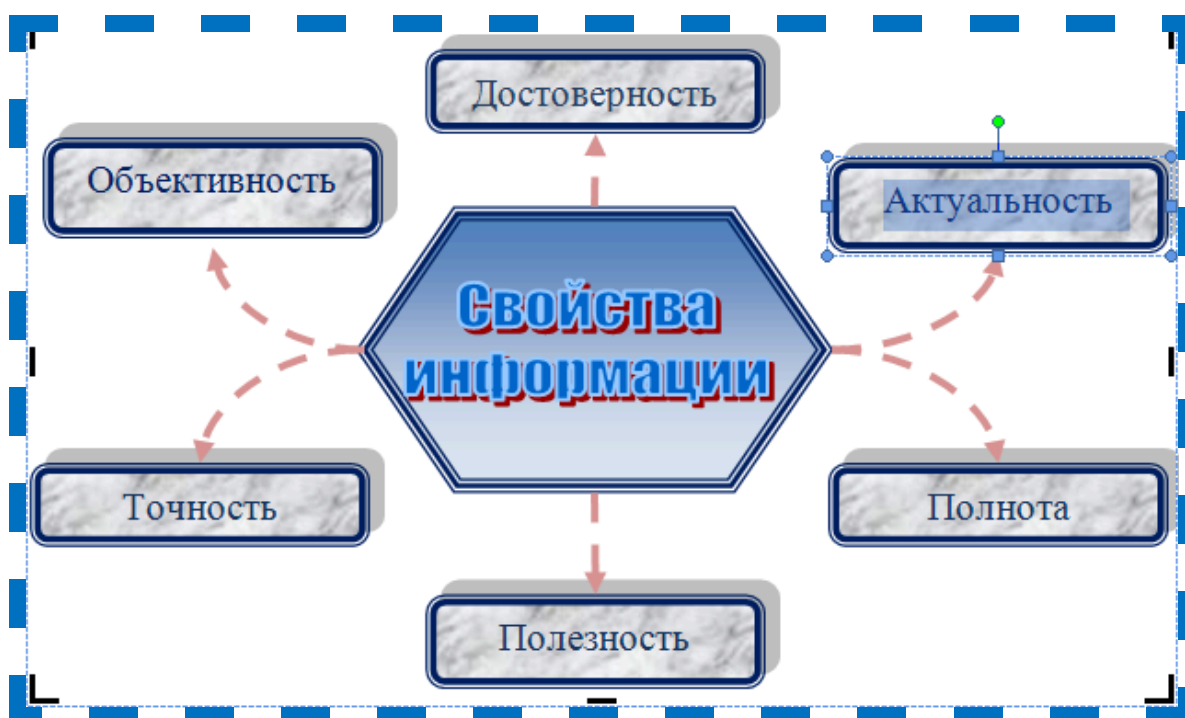 Достоверность
Объективность
Актуальность
Свойства
информации
Точность
Полнота
Полезность